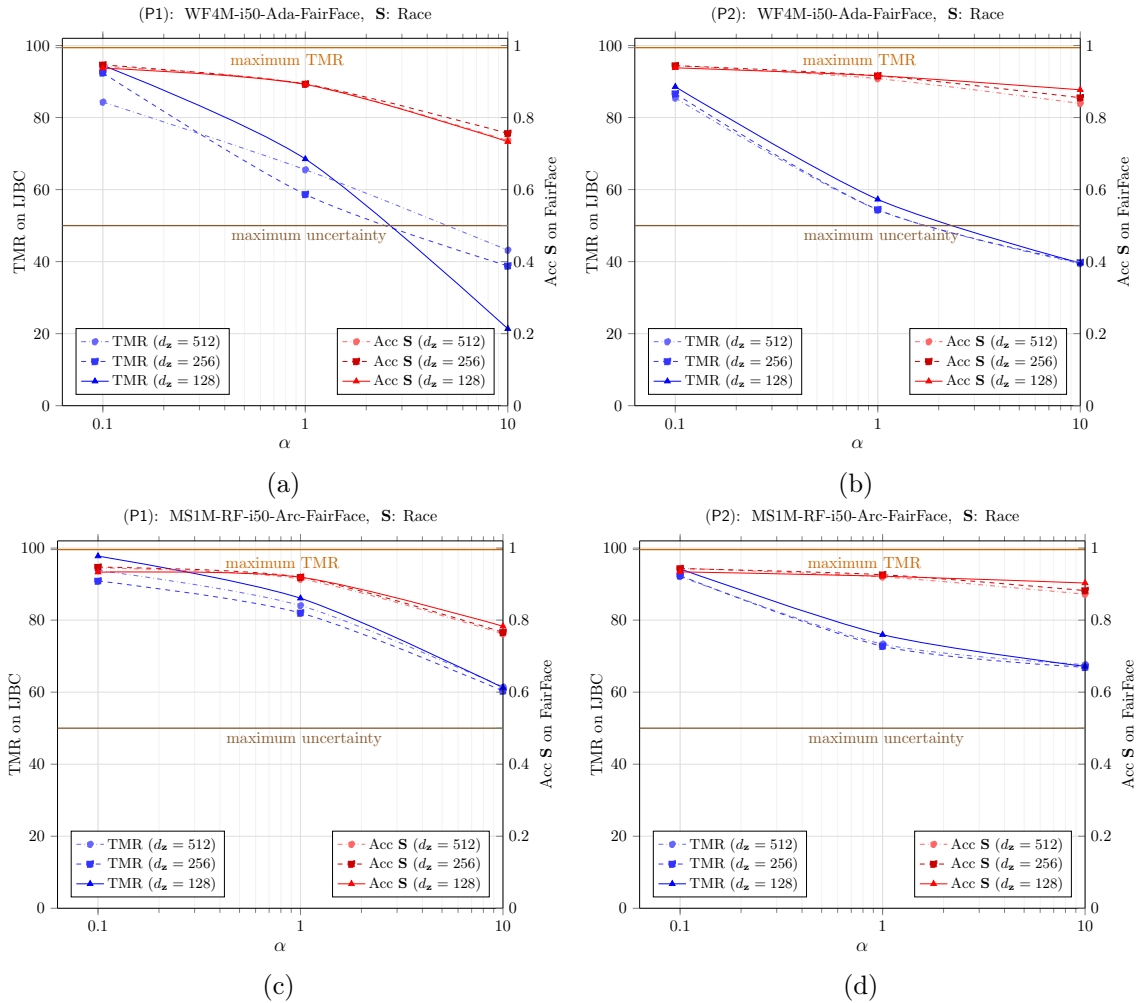 (P1): WF4M-i50-Ada-FairFace, S: Race
100
80
60
40
20
0
1
0.8
0.6
0.4
0.2
0
0.1
1
10
TMR on IJBC
Acc S on FairFace
α
maximum TMR
maximum uncertainty
TMR (d_z = 512)
TMR (d_z = 256)
TMR (d_z = 128)
Acc S (d_z = 512)
Acc S (d_z = 256)
Acc S (d_z = 128)
(a)
(P2): WF4M-i50-Ada-FairFace, S: Race
100
80
60
40
20
0
1
0.8
0.6
0.4
0.2
0
0.1
1
10
TMR on IJBC
Acc S on FairFace
α
maximum TMR
maximum uncertainty
TMR (d_z = 512)
TMR (d_z = 256)
TMR (d_z = 128)
Acc S (d_z = 512)
Acc S (d_z = 256)
Acc S (d_z = 128)
(b)
(P1): MS1M-RF-i50-Arc-FairFace, S: Race
100
80
60
40
20
0
1
0.8
0.6
0.4
0.2
0
0.1
1
10
TMR on IJBC
Acc S on FairFace
α
maximum TMR
maximum uncertainty
TMR (d_z = 512)
TMR (d_z = 256)
TMR (d_z = 128)
Acc S (d_z = 512)
Acc S (d_z = 256)
Acc S (d_z = 128)
(c)
(P2): MS1M-RF-i50-Arc-FairFace, S: Race
100
80
60
40
20
0
1
0.8
0.6
0.4
0.2
0
0.1
1
10
TMR on IJBC
Acc S on FairFace
α
maximum TMR
maximum uncertainty
TMR (d_z = 512)
TMR (d_z = 256)
TMR (d_z = 128)
Acc S (d_z = 512)
Acc S (d_z = 256)
Acc S (d_z = 128)
(d)